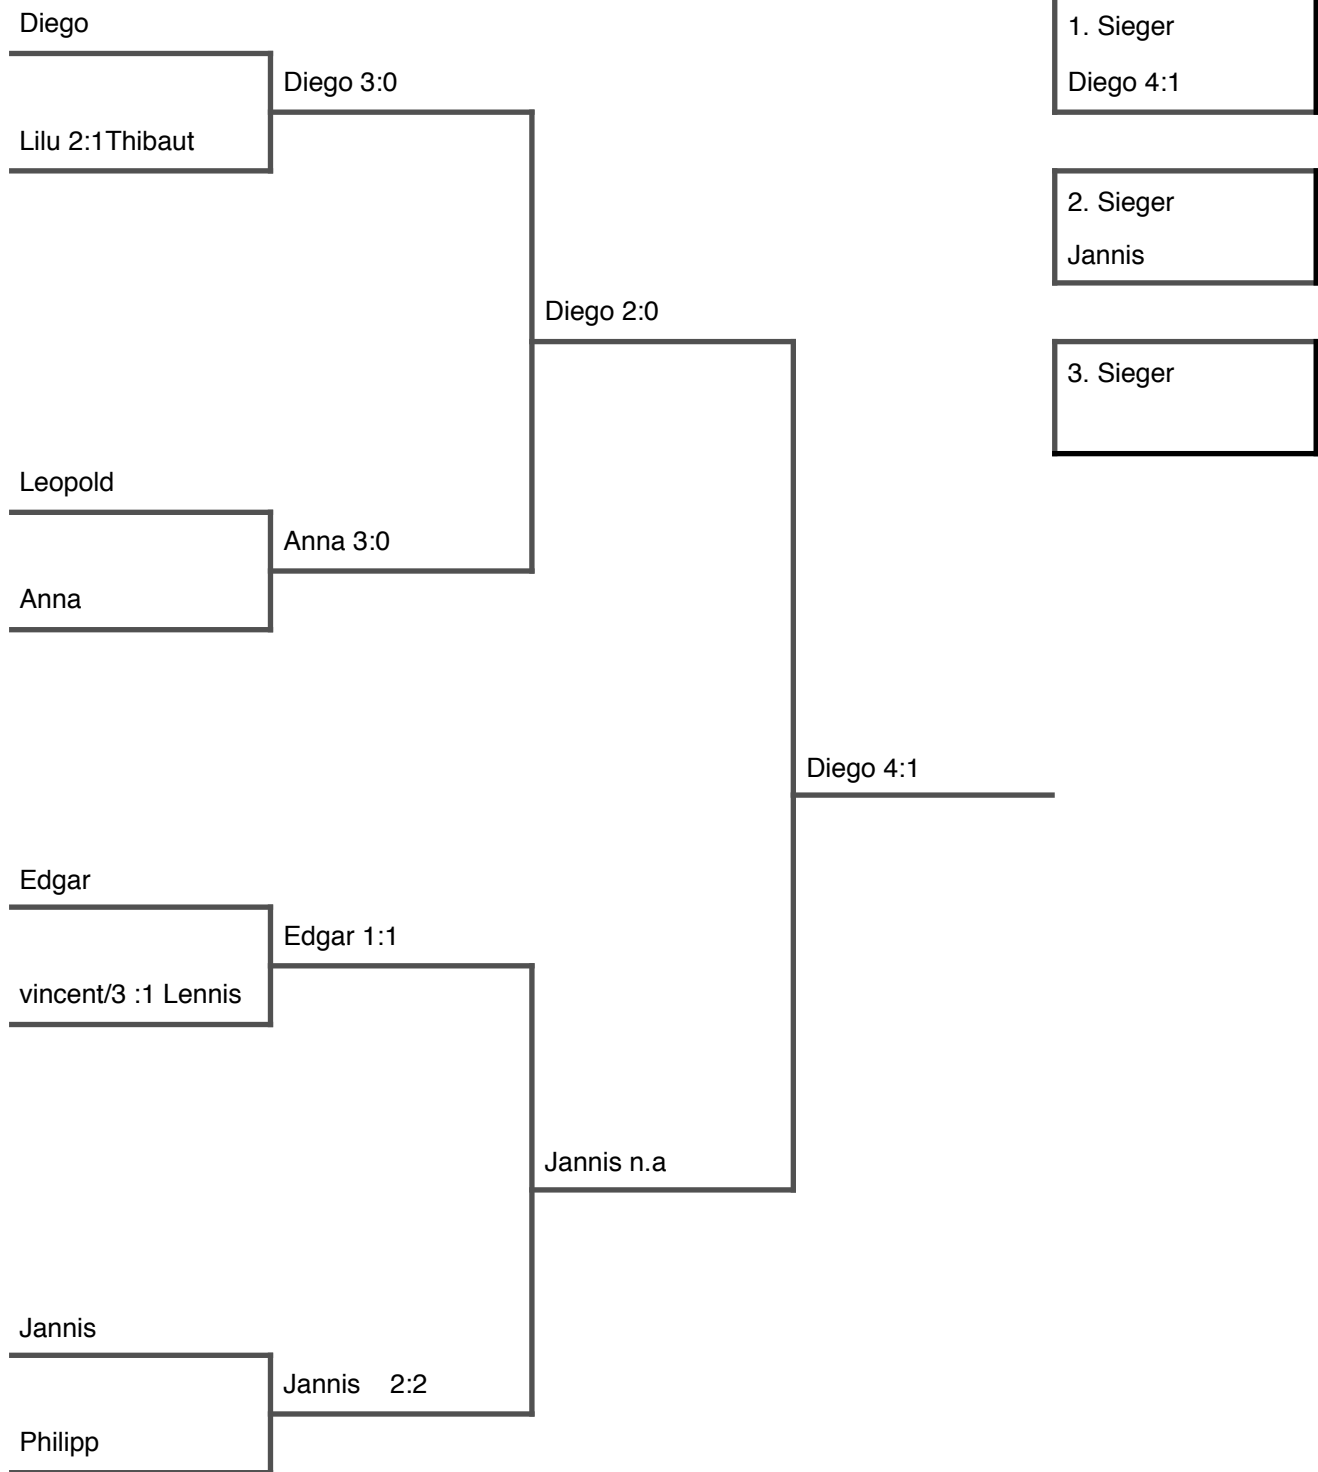 Diego
Diego 3:0
Lilu 2:1Thibaut
Diego 2:0
Leopold
Anna 3:0
Anna
Diego 4:1
Edgar
Edgar 1:1
vincent/3 :1 Lennis
Jannis n.a
Jannis
Jannis 2:2
Philipp
1. Sieger
Diego 4:1
2. Sieger
Jannis
3. Sieger